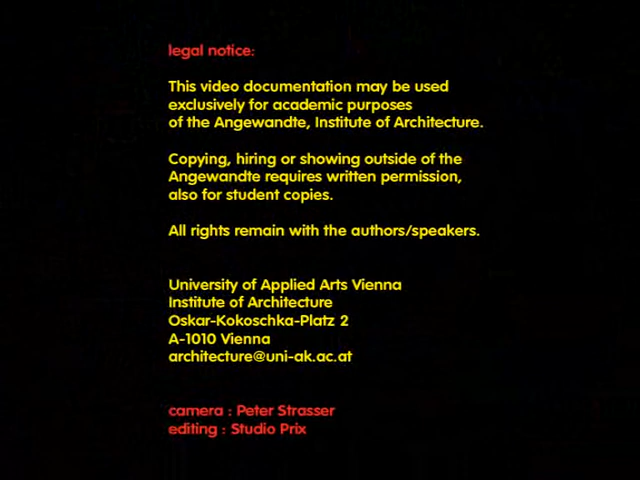 legal notice:
This video documentation may be used
exclusively for academic purposes
of the Angewandte, Institute of Architecture.
Copying, hiring or showing outside of the
Angewandte requires written permission,
also for student copies.
All rights remain with the authors/speakers.
University of Applied Arts Vienna
Institute of Architecture
Oskar-Kokoschka-Platz 2
A-1010 Vienna
architecture@uni-ak.ac.at
camera : Peter Strasser
editing : Studio Prix